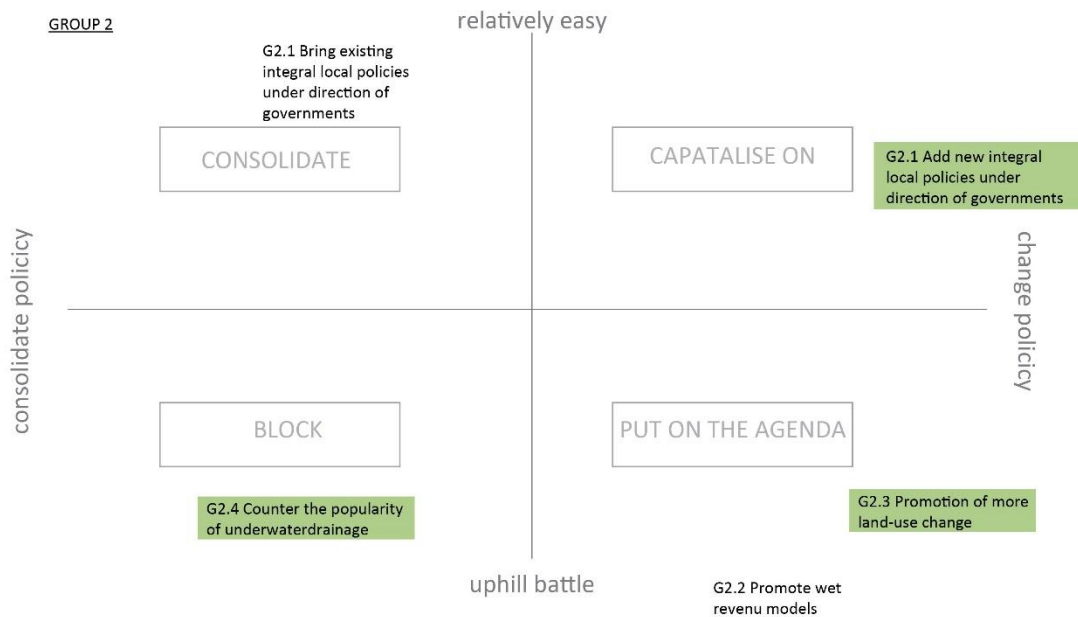 GROUP 2
relatively easy
G2.1 Bring existing
integral local policies
under direction of
governments
CONSOLIDATE
CAPATALISE ON
G2.1 Add new integral
local policies under
direction of governments
consolidate policicy
change policicy
BLOCK
PUT ON THE AGENDA
G2.4 Counter the popularity
of underwaterdrainage
G2.3 Promotion of more
land-use change
uphill battle
G2.2 Promote wet
revenu models